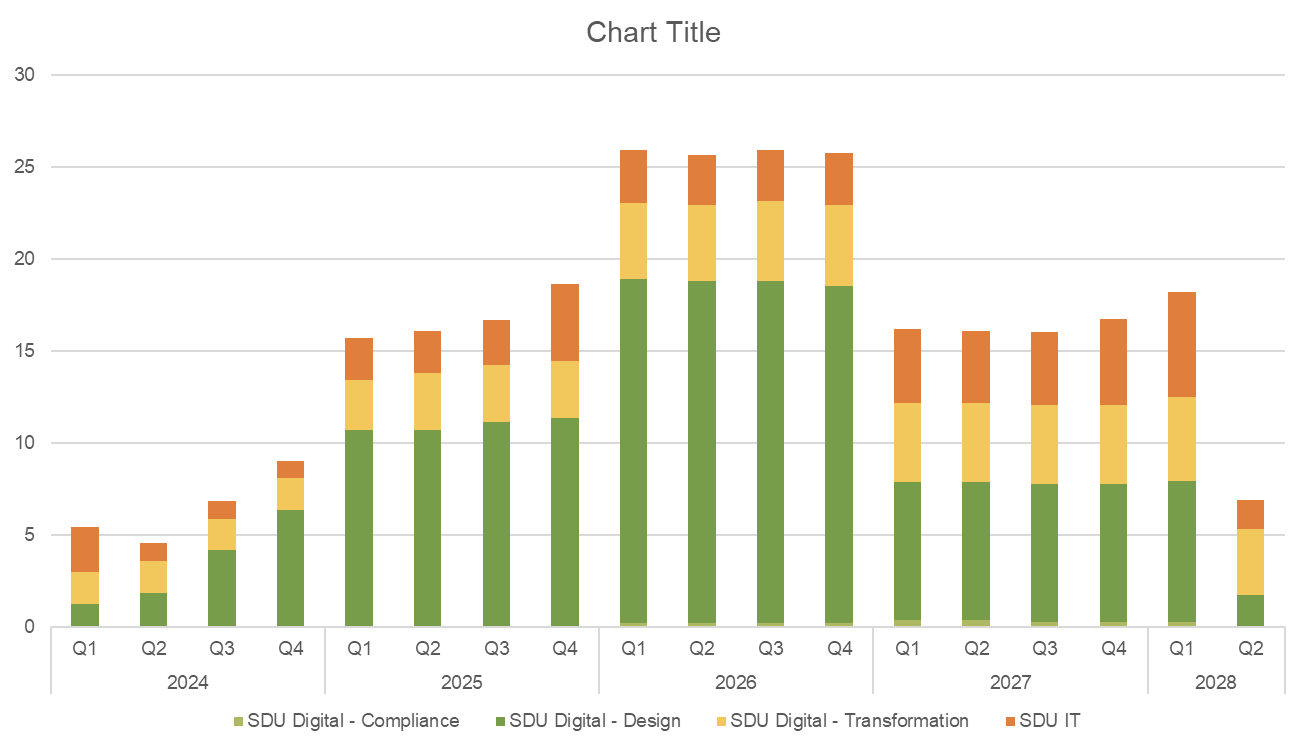 Chart Title
30
25
20
15
10
5
0
Q1 Q2 Q3 Q4 Q1 Q2 Q3 Q4 Q1 Q2 Q3 Q4 Q1 Q2 Q3 Q4 Q1 Q2
2024 2025 2026 2027 2028
SDU Digital - Compliance SDU Digital - Design SDU Digital - Transformation SDU IT